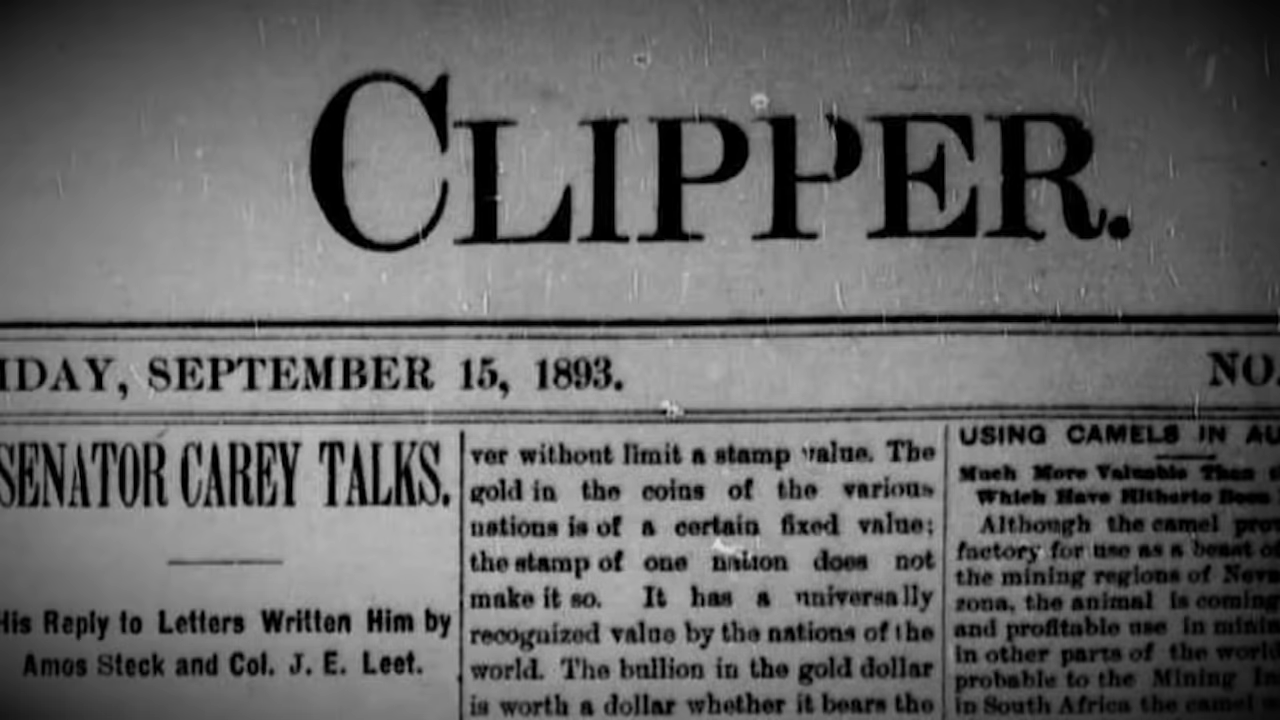 CLIPPER.
IDAY, SEPTEMBER 15, 1893.
NO.
SENATOR CAREY TALKS.
His Reply to Letters Written Him by
Amos Steck and Col. J. E. Leet.
ver without limit a stamp value. The
gold in the coins of the various
nations is of a certain fixed value;
the stamp of one nation does not
make it so. It has a universally
recognized value by the nations of the
world. The bullion in the gold dollar
is worth a dollar whether it bears the
USING CAMELS IN AU
Much More Valuable Than
Which Have Hitherto Been
Although the camel prov
factory for use as a beast of
the mining regions of Neva
zona, the animal is coming
and profitable use in minin
in other parts of the world
probable to the Mining In
in South Africa the camel